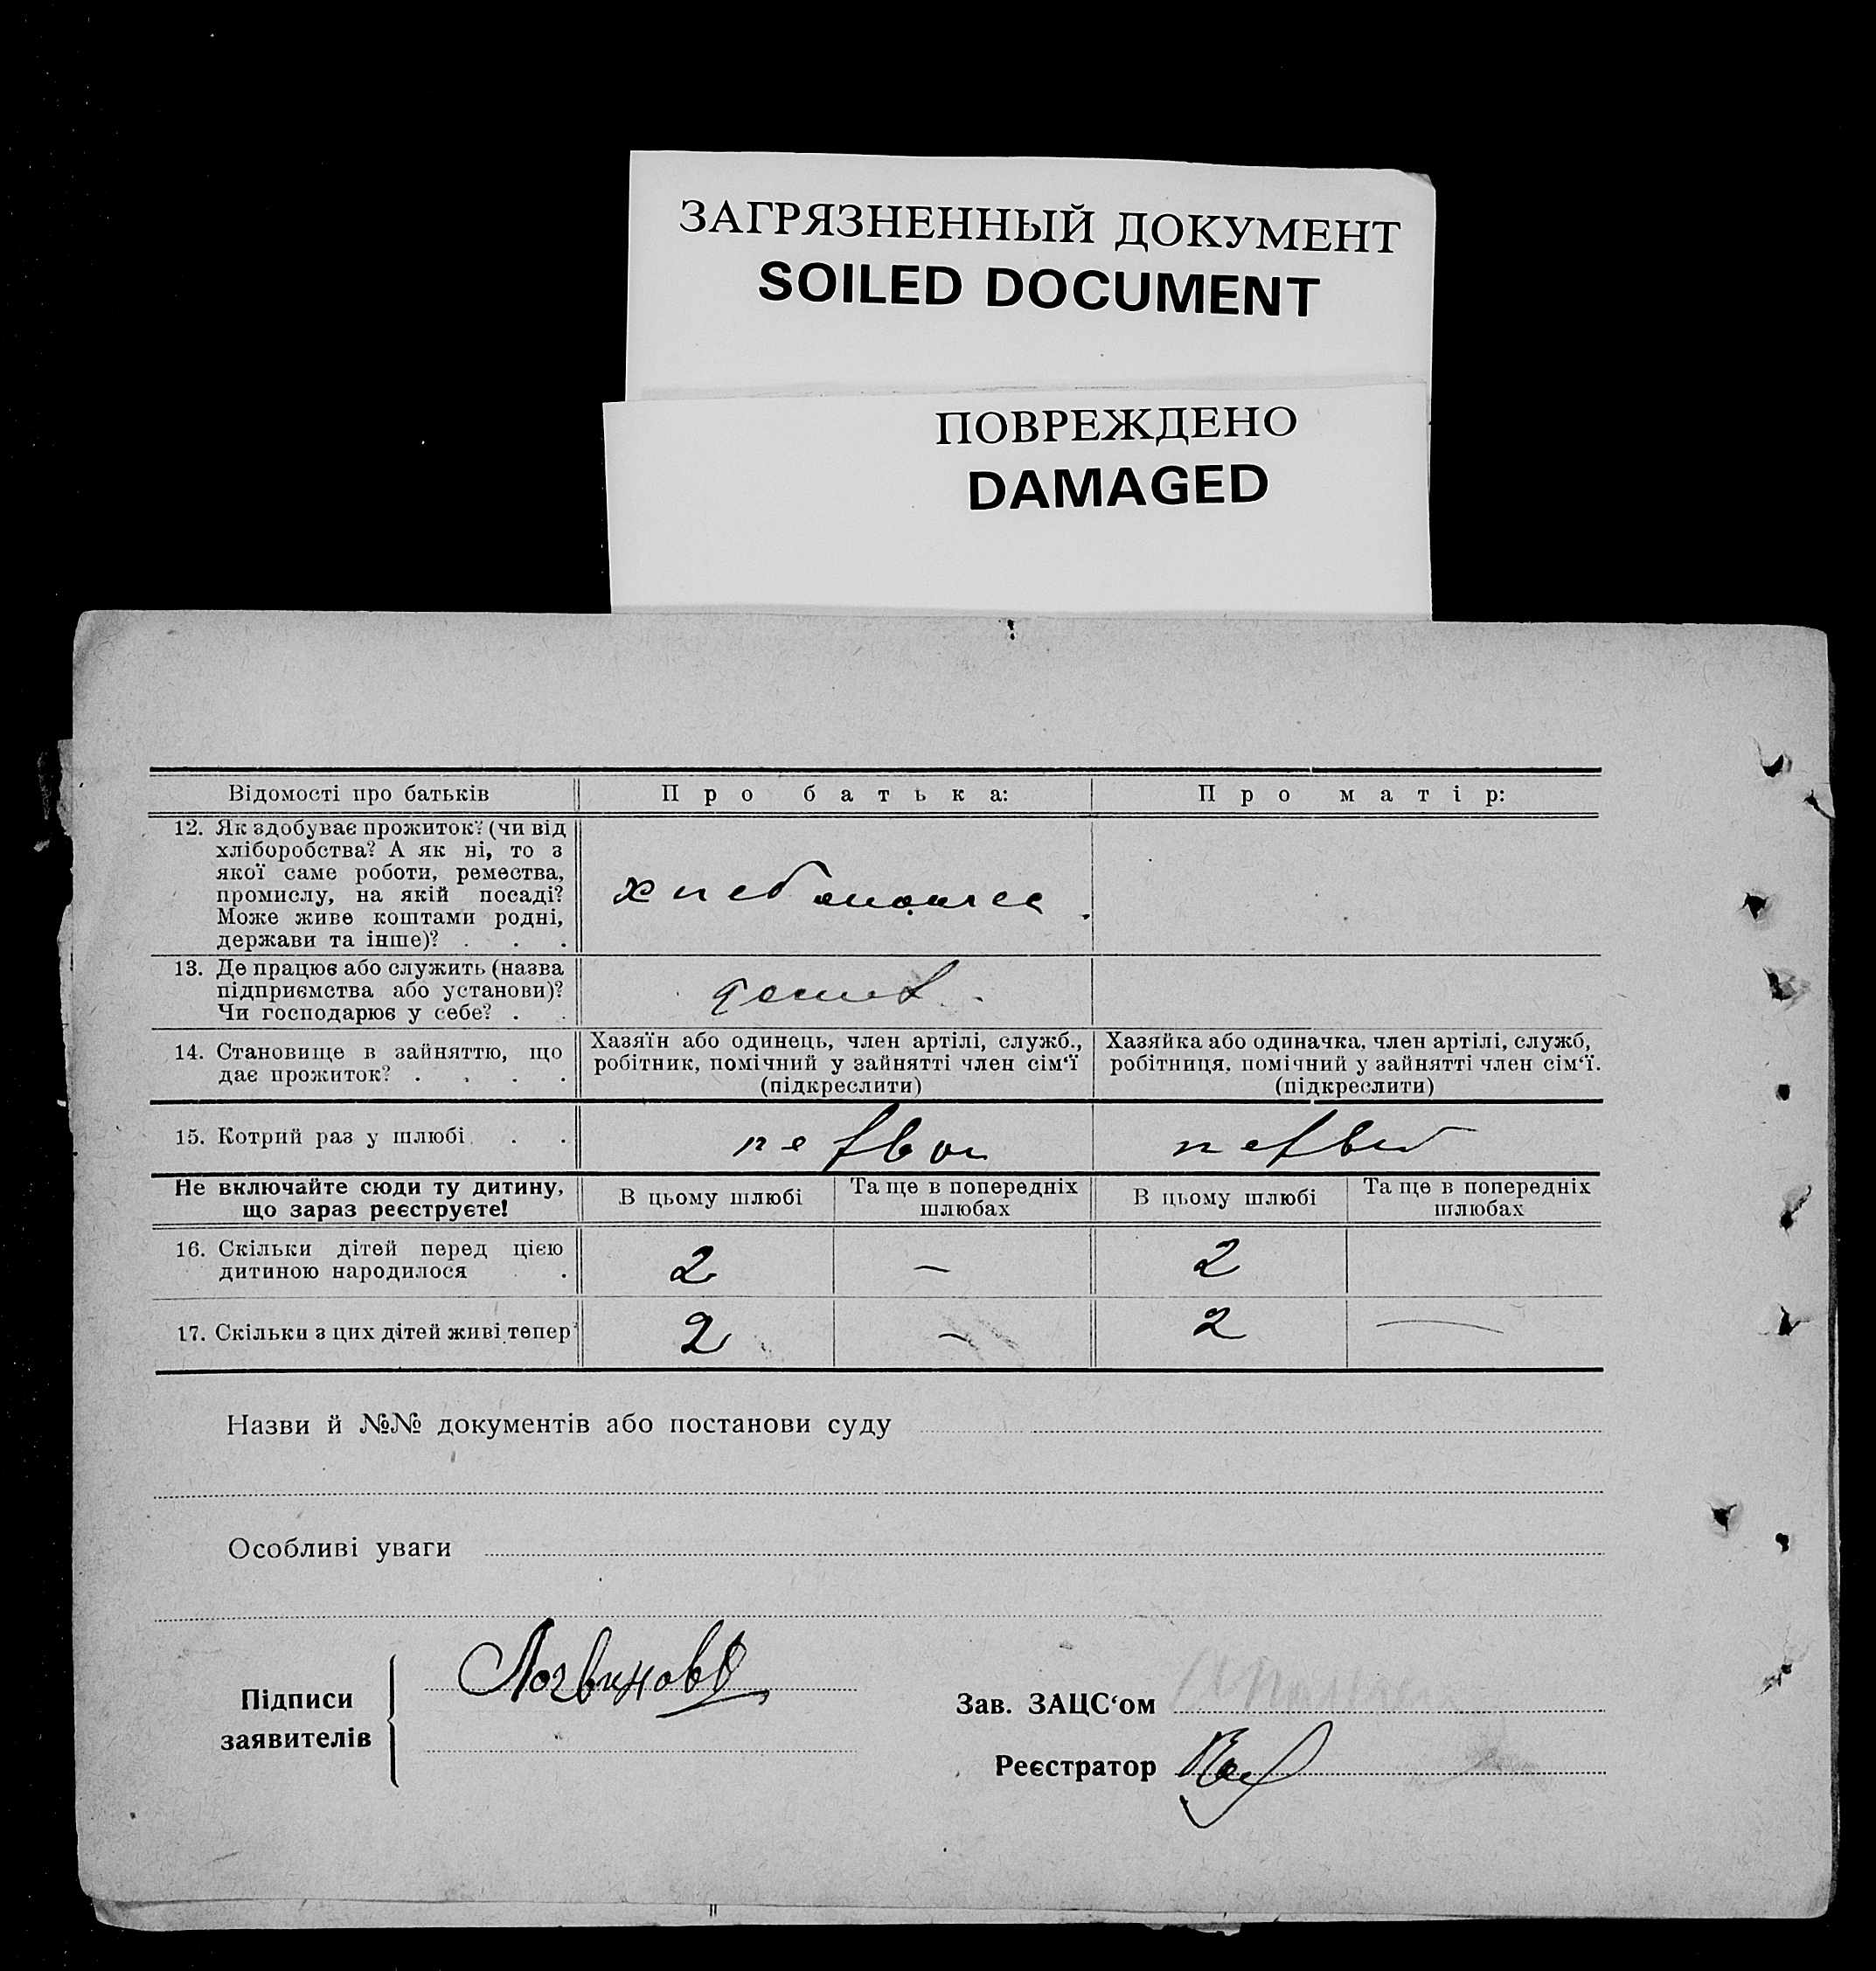 ЗАГРЯЗНЕННЫЙ ДОКУМЕНТ
SOILED DOCUMENT
ПОВРЕЖДЕНО
DAMAGED
Відомості про батьків
Про батька:
Про матір:
12. Як здобуває прожиток? (чи від
хліборобства? А як ні, то з
якої саме роботи, ремества,
промислу, на якій посаді?
Може живе коштами родні,
держави та інше)? . . .
13. Де працює або служить (назва
підприємства або установи)?
Чи господарює у себе? . .
14. Становище в зайняттю, що
дає прожиток? . . . .
Хазяїн або одинець, член артілі, служб.,
робітник, помічний у зайнятті член сім‘ї
(підкреслити)
Хазяйка або одиначка, член артілі, служб,
робітниця, помічний у зайнятті член сім‘ї.
(підкреслити)
15. Котрий раз у шлюбі . . .
первый
Не включайте сюди ту дитину,
що зараз реєструєте!
В цьому шлюбі
Та ще в попередніх
шлюбах
В цьому шлюбі
Та ще в попередніх
шлюбах
16. Скільки дітей перед цією
дитиною народилося .
2 — 2
17. Скільки з цих дітей живі тепер
2 — 2 —
Назви й №№ документів або постанови суду
Особливі уваги
Підписи
заявителів
Логвинов
Зав. ЗАЦС‘ом
Реєстратор